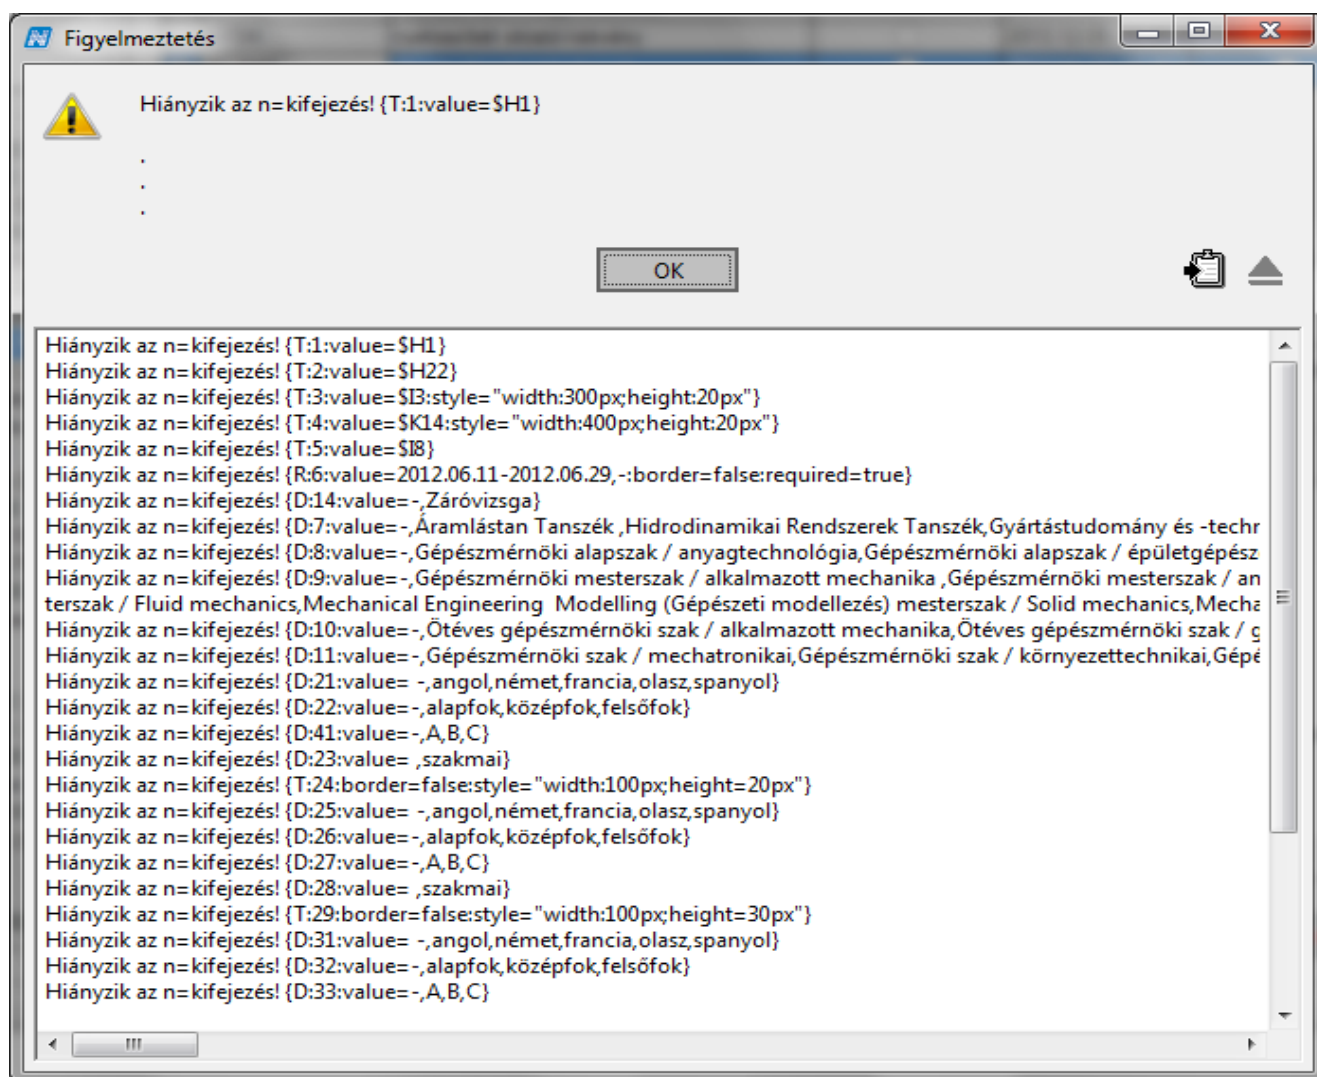 Figyelmeztetés
Hiányzik az n=kifejezés! {T:1:value=$H1}
.
.
.
OK
Hiányzik az n=kifejezés! {T:1:value=$H1}
Hiányzik az n=kifejezés! {T:2:value=$H22}
Hiányzik az n=kifejezés! {T:3:value=$I3:style="width:300px;height:20px"}
Hiányzik az n=kifejezés! {T:4:value=$K14:style="width:400px;height:20px"}
Hiányzik az n=kifejezés! {T:5:value=$I8}
Hiányzik az n=kifejezés! {R:6:value=2012.06.11-2012.06.29,-:border=false:required=true}
Hiányzik az n=kifejezés! {D:14:value=-,Záróvizsga}
Hiányzik az n=kifejezés! {D:7:value=-,Áramlástan Tanszék ,Hidrodinamikai Rendszerek Tanszék,Gyártástudomány és -techr
Hiányzik az n=kifejezés! {D:8:value=-,Gépészmérnöki alapszak / anyagtechnológia,Gépészmérnöki alapszak / épületgépész
Hiányzik az n=kifejezés! {D:9:value=-,Gépészmérnöki mesterszak / alkalmazott mechanika ,Gépészmérnöki mesterszak / an
terszak / Fluid mechanics,Mechanical Engineering  Modelling (Gépészeti modellezés) mesterszak / Solid mechanics,Mecha
Hiányzik az n=kifejezés! {D:10:value=-,Ötéves gépészmérnöki szak / alkalmazott mechanika,Ötéves gépészmérnöki szak / g
Hiányzik az n=kifejezés! {D:11:value=-,Gépészmérnöki szak / mechatronikai,Gépészmérnöki szak / környezettechnikai,Gépé
Hiányzik az n=kifejezés! {D:21:value= -,angol,német,francia,olasz,spanyol}
Hiányzik az n=kifejezés! {D:22:value=-,alapfok,középfok,felsőfok}
Hiányzik az n=kifejezés! {D:41:value=-,A,B,C}
Hiányzik az n=kifejezés! {D:23:value= ,szakmai}
Hiányzik az n=kifejezés! {T:24:border=false:style="width:100px;height=20px"}
Hiányzik az n=kifejezés! {D:25:value= -,angol,német,francia,olasz,spanyol}
Hiányzik az n=kifejezés! {D:26:value=-,alapfok,középfok,felsőfok}
Hiányzik az n=kifejezés! {D:27:value=-,A,B,C}
Hiányzik az n=kifejezés! {D:28:value= ,szakmai}
Hiányzik az n=kifejezés! {T:29:border=false:style="width:100px;height=30px"}
Hiányzik az n=kifejezés! {D:31:value= -,angol,német,francia,olasz,spanyol}
Hiányzik az n=kifejezés! {D:32:value=-,alapfok,középfok,felsőfok}
Hiányzik az n=kifejezés! {D:33:value=-,A,B,C}